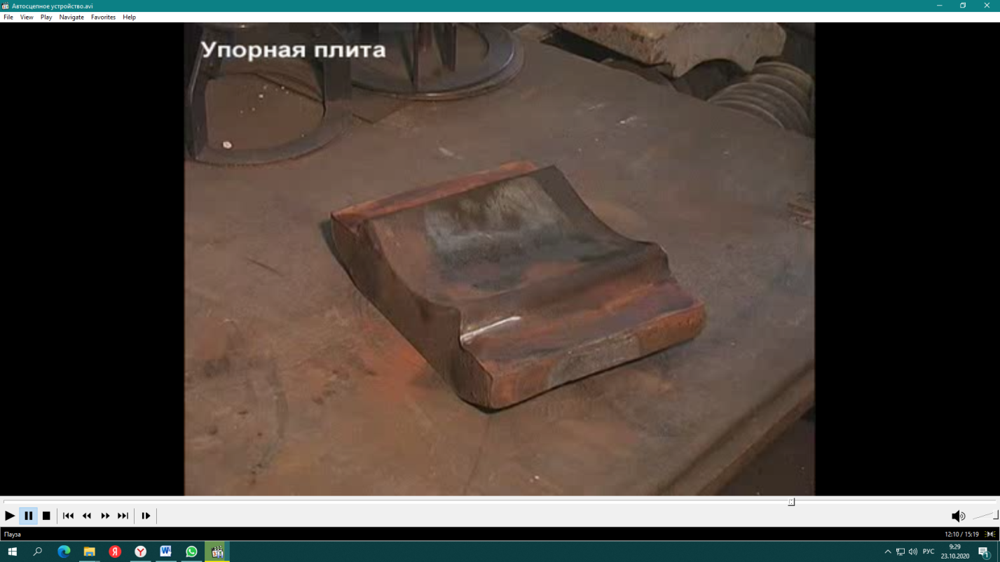 Автосцепное устройство.avi
File View Play Navigate Favorites Help
Упорная плита
Пауза
12:10 / 15:19
РУС
9:29
23.10.2020
1